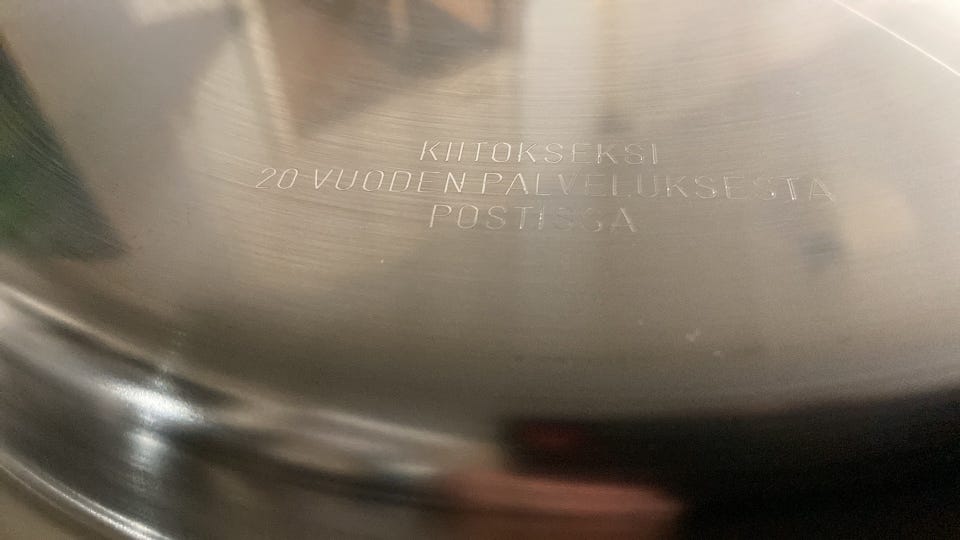 KIITOKSEKSI
20 VUODEN PALVELUKSESTA
POSTISSA